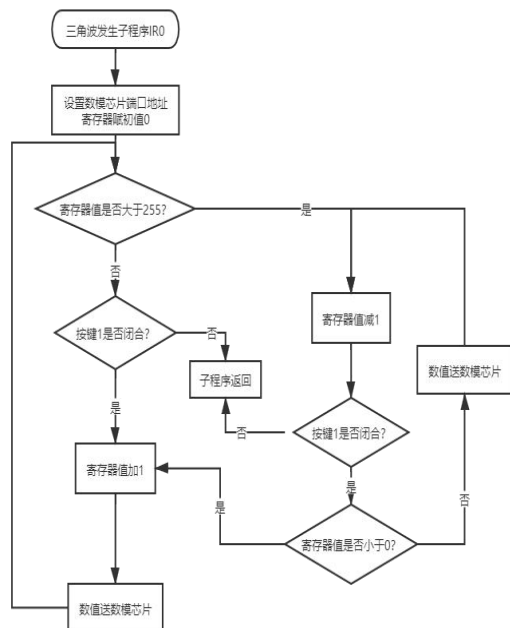 三角波发生子程序IR0
设置数模芯片端口地址
寄存器赋初值0
寄存器值是否大于255?
是
否
寄存器值减1
按键1是否闭合?
否
子程序返回
数值送数模芯片
是
否
按键1是否闭合?
寄存器值加1
是
否
是
寄存器值是否小于0?
数值送数模芯片